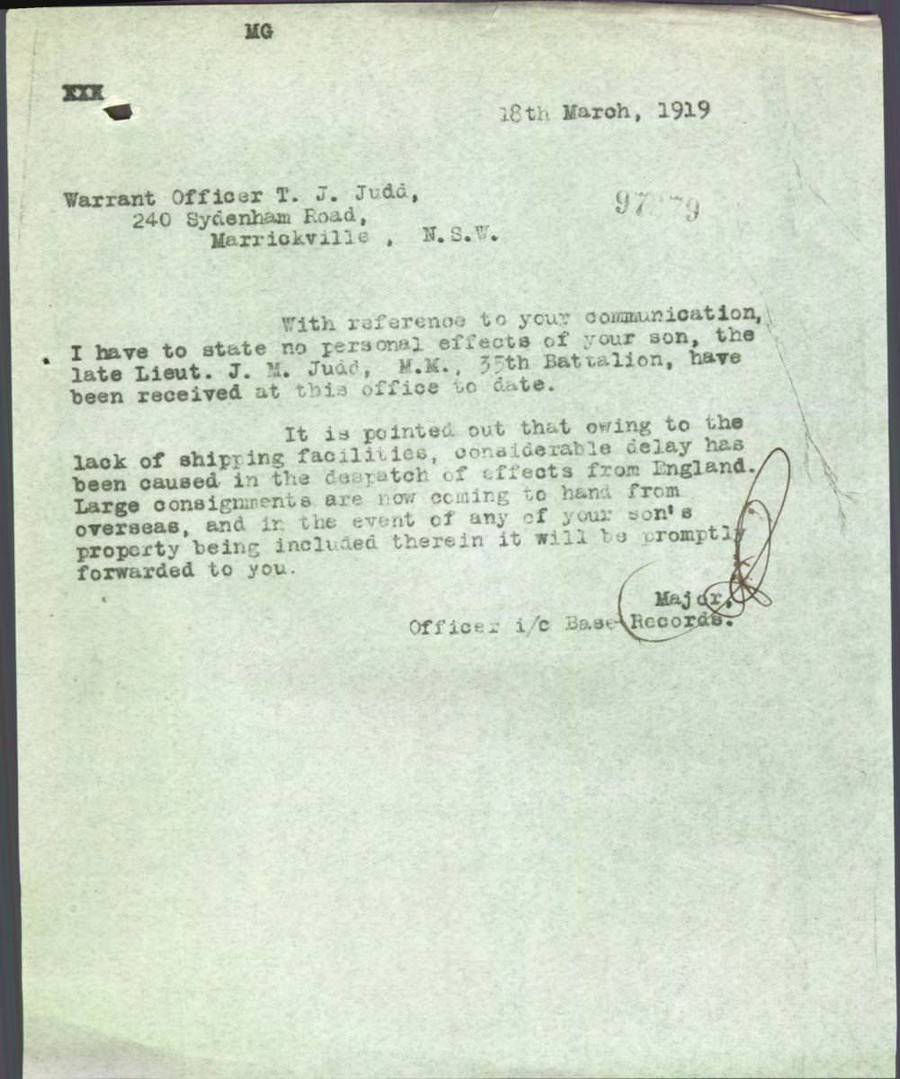 MG
XXX
18th March, 1919
Warrant Officer T. J. Judd,
240 Sydenham Road,
Marrickville , N.S.W.
With reference to your communication,
I have to state no personal effects of your son, the
late Lieut. J. M. Judd, M.M., 35th Battalion, have
been received at this office to date.
It is pointed out that owing to the
lack of shipping facilities, considerable delay has
been caused in the despatch of effects from England.
Large consignments are now coming to hand from
overseas, and in the event of any of your son's
property being included therein it will be promptly
forwarded to you.
Major,
Officer i/c Base Records.